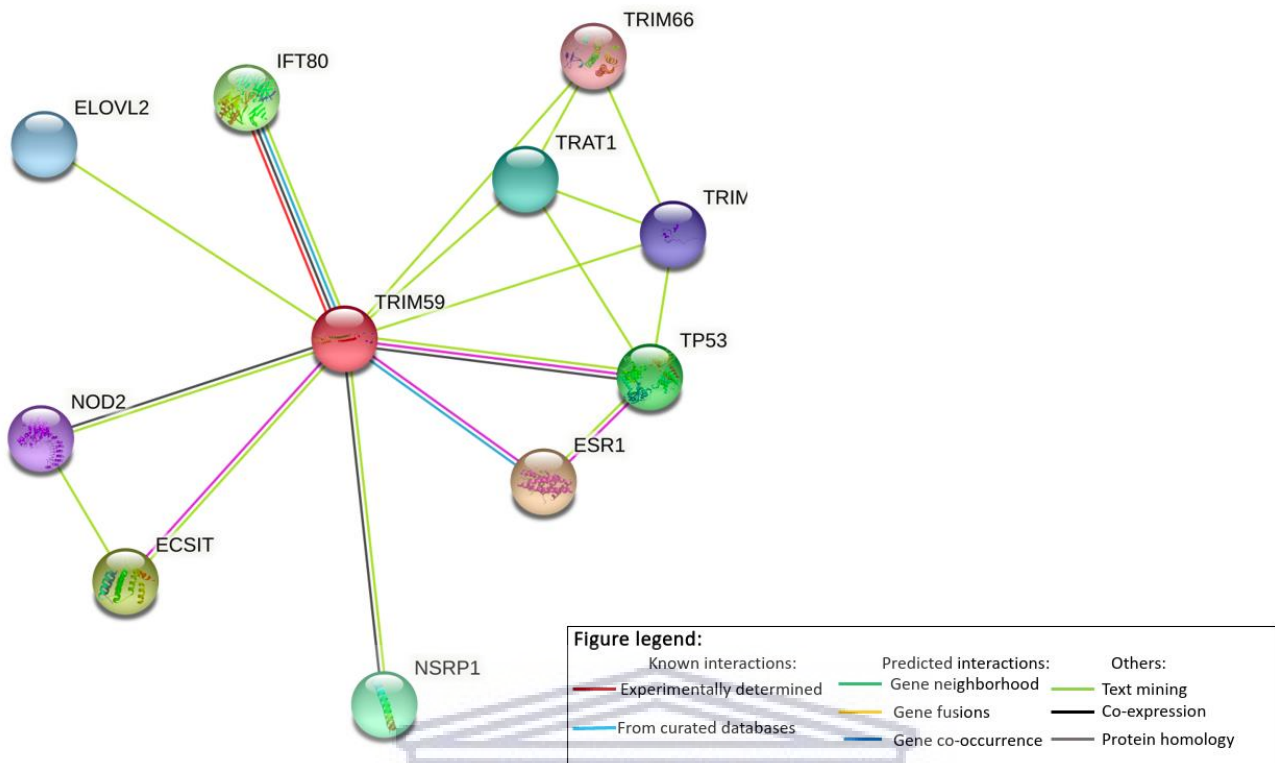 TRIM66
IFT80
ELOVL2
TRAT1
TRIM
TRIM59
TP53
NOD2
ESR1
ECSIT
NSRP1
Figure legend:
Known interactions: Predicted interactions: Others:
Experimentally determined Gene neighborhood Text mining
From curated databases Gene fusions Co-expression
Gene co-occurrence Protein homology